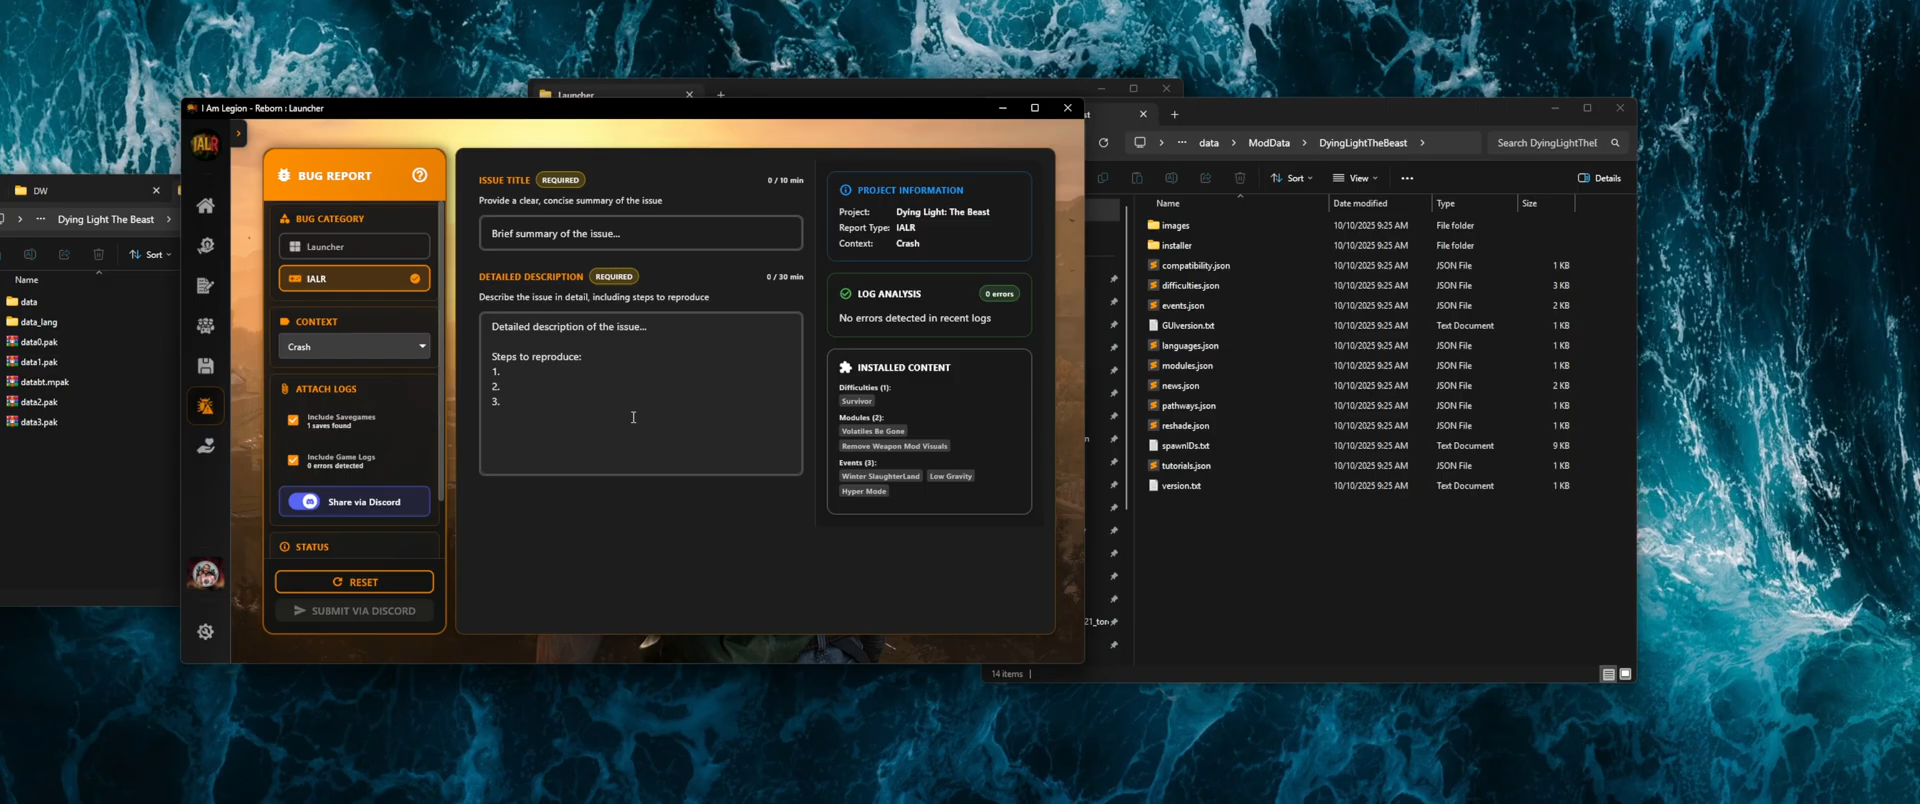 Launcher
I Am Legion - Reborn : Launcher
DW
Dying Light The Beast
Sort
Name
data
data_lang
data0.pak
data1.pak
databt.mpak
data2.pak
data3.pak
IALR
BUG REPORT
BUG CATEGORY
Launcher
IALR
CONTEXT
Crash
ATTACH LOGS
Include Savegames
1 saves found
Include Game Logs
0 errors detected
Share via Discord
STATUS
RESET
SUBMIT VIA DISCORD
ISSUE TITLE REQUIRED 0 / 10 min
Provide a clear, concise summary of the issue
Brief summary of the issue...
DETAILED DESCRIPTION REQUIRED 0 / 30 min
Describe the issue in detail, including steps to reproduce
Detailed description of the issue...
Steps to reproduce:
1.
2.
3.
PROJECT INFORMATION
Project: Dying Light: The Beast
Report Type: IALR
Context: Crash
LOG ANALYSIS 0 errors
No errors detected in recent logs
INSTALLED CONTENT
Difficulties (1):
Survivor
Modules (2):
Volatiles Be Gone
Remove Weapon Mod Visuals
Events (3):
Winter SlaughterLand Low Gravity
Hyper Mode
data ModData DyingLightTheBeast
Search DyingLightThel
Sort View Details
Name Date modified Type Size
images 10/10/2025 9:25 AM File folder
installer 10/10/2025 9:25 AM File folder
compatibility.json 10/10/2025 9:25 AM JSON File 1 KB
difficulties.json 10/10/2025 9:25 AM JSON File 3 KB
events.json 10/10/2025 9:25 AM JSON File 2 KB
GUIversion.txt 10/10/2025 9:25 AM Text Document 1 KB
languages.json 10/10/2025 9:25 AM JSON File 1 KB
modules.json 10/10/2025 9:25 AM JSON File 1 KB
news.json 10/10/2025 9:25 AM JSON File 2 KB
pathways.json 10/10/2025 9:25 AM JSON File 1 KB
reshade.json 10/10/2025 9:25 AM JSON File 1 KB
spawnIDs.txt 10/10/2025 9:25 AM Text Document 9 KB
tutorials.json 10/10/2025 9:25 AM JSON File 1 KB
version.txt 10/10/2025 9:25 AM Text Document 1 KB
14 items